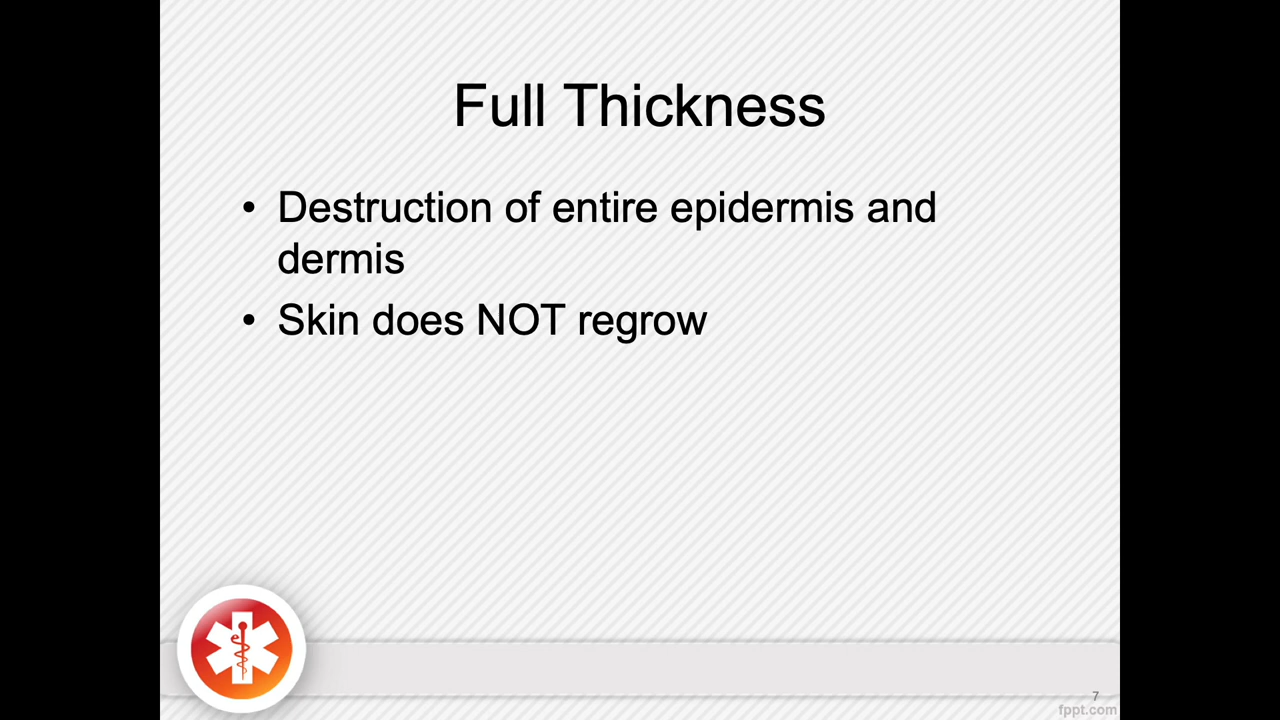 Full Thickness
• Destruction of entire epidermis and
dermis
• Skin does NOT regrow
7
fppt.com